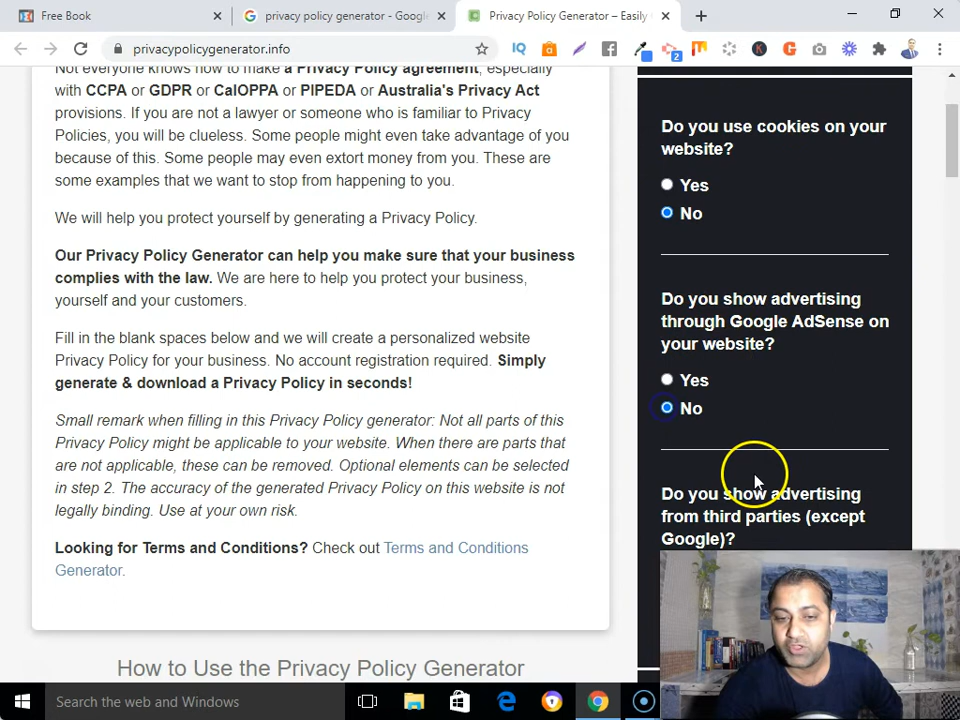 Free Book
privacy policy generator - Googl
Privacy Policy Generator – Easily
privacypolicygenerator.info
2
Not everyone knows how to make a Privacy Policy agreement, especially
with CCPA or GDPR or CalOPPA or PIPEDA or Australia's Privacy Act
provisions. If you are not a lawyer or someone who is familiar to Privacy
Policies, you will be clueless. Some people might even take advantage of you
because of this. Some people may even extort money from you. These are
some examples that we want to stop from happening to you.
We will help you protect yourself by generating a Privacy Policy.
Our Privacy Policy Generator can help you make sure that your business
complies with the law. We are here to help you protect your business,
yourself and your customers.
Fill in the blank spaces below and we will create a personalized website
Privacy Policy for your business. No account registration required. Simply
generate & download a Privacy Policy in seconds!
Small remark when filling in this Privacy Policy generator: Not all parts of this
Privacy Policy might be applicable to your website. When there are parts that
are not applicable, these can be removed. Optional elements can be selected
in step 2. The accuracy of the generated Privacy Policy on this website is not
legally binding. Use at your own risk.
Looking for Terms and Conditions? Check out Terms and Conditions
Generator.
How to Use the Privacy Policy Generator
Do you use cookies on your
website?
Yes
No
Do you show advertising
through Google AdSense on
your website?
Yes
No
Do you show advertising
from third parties (except
Google)?
Search the web and Windows